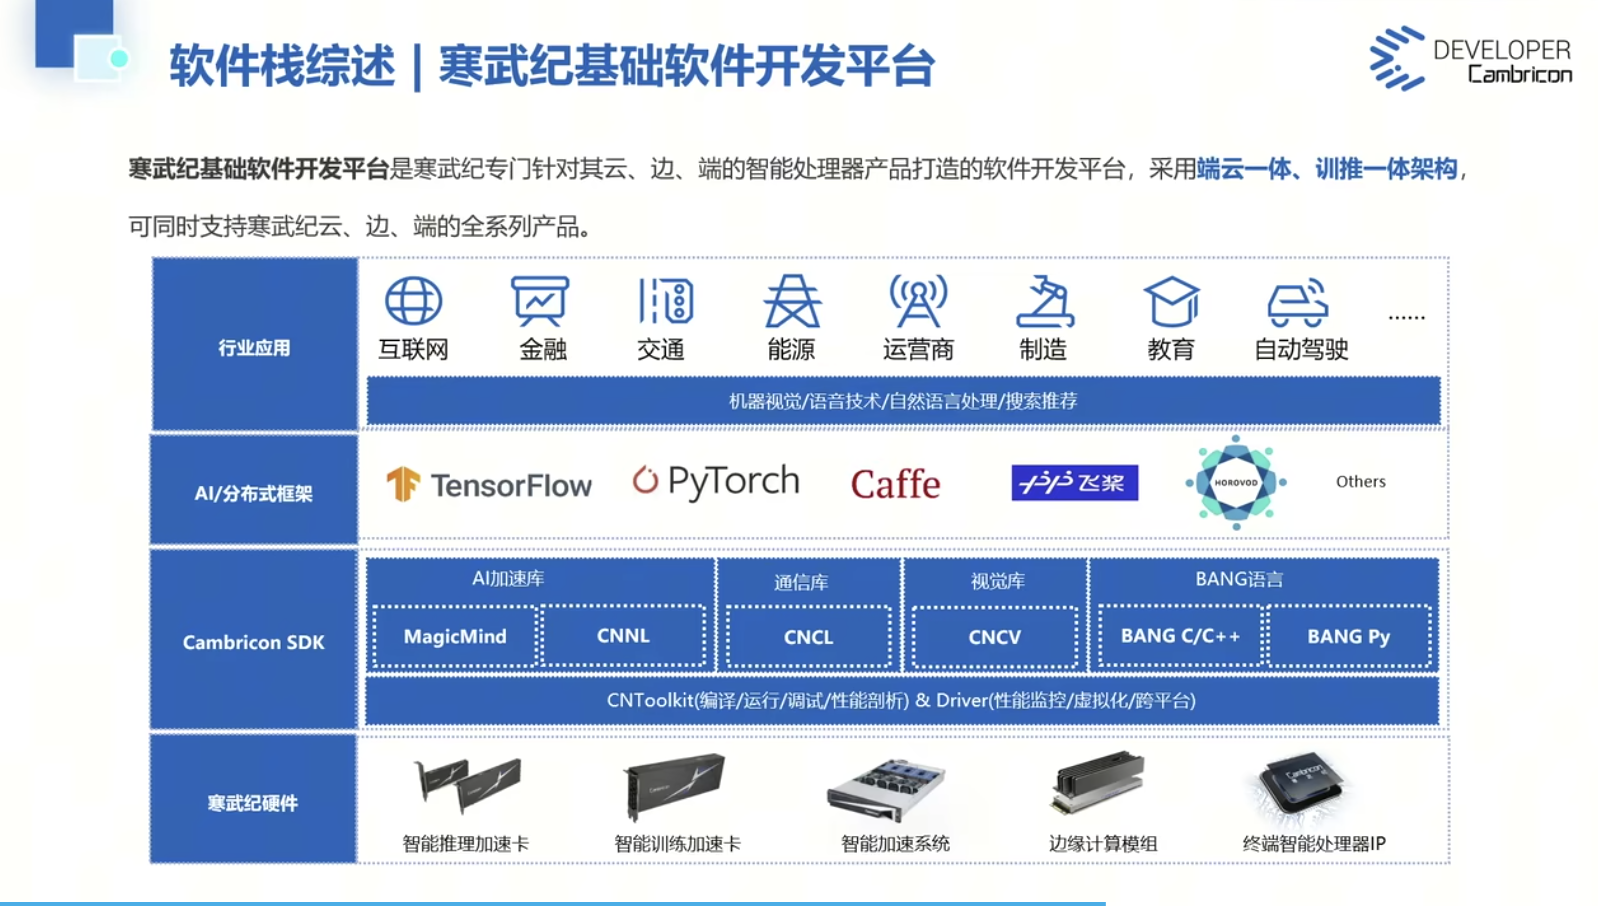 软件栈综述 | 寒武纪基础软件开发平台
DEVELOPER
Cambricon
寒武纪基础软件开发平台是寒武纪专门针对其云、边、端的智能处理器产品打造的软件开发平台，采用端云一体、训推一体架构，
可同时支持寒武纪云、边、端的全系列产品。
行业应用
互联网 金融 交通 能源 运营商 制造 教育 自动驾驶 ......
机器视觉/语音技术/自然语言处理/搜索推荐
AI/分布式框架
TensorFlow PyTorch Caffe 飞桨 HOROVOD Others
Cambricon SDK
AI加速库 通信库 视觉库 BANG语言
MagicMind CNNL CNCL CNCV BANG C/C++ BANG Py
CNToolkit(编译/运行/调试/性能剖析) & Driver(性能监控/虚拟化/跨平台)
寒武纪硬件
Cambricon
智能推理加速卡 智能训练加速卡 智能加速系统 边缘计算模组 终端智能处理器IP